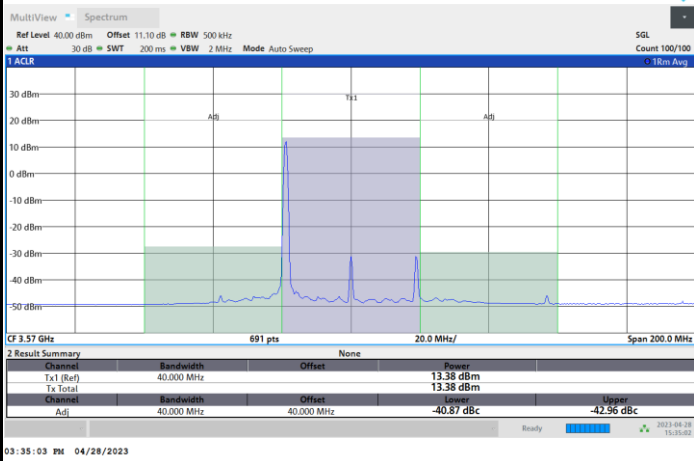 MultiView Spectrum
Ref Level 40.00 dBm Offset 11.10 dB RBW 500 kHz SGL
Att 30 dB SWT 200 ms VBW 2 MHz Mode Auto Sweep Count 100/100
1 ACLR 1Rm Avg
30 dBm
Tx1
20 dBm
Adj Adj
10 dBm
0 dBm
-10 dBm
-20 dBm
-30 dBm
-40 dBm
-50 dBm
CF 3.57 GHz 691 pts 20.0 MHz/ Span 200.0 MHz
2 Result Summary None
Channel Bandwidth Offset Power
Tx1 (Ref) 40.000 MHz 13.38 dBm
Tx Total 13.38 dBm
Channel Bandwidth Offset Lower Upper
Adj 40.000 MHz 40.000 MHz -40.87 dBc -42.96 dBc
Ready 2023-04-28
15:35:02
03:35:03 PM 04/28/2023